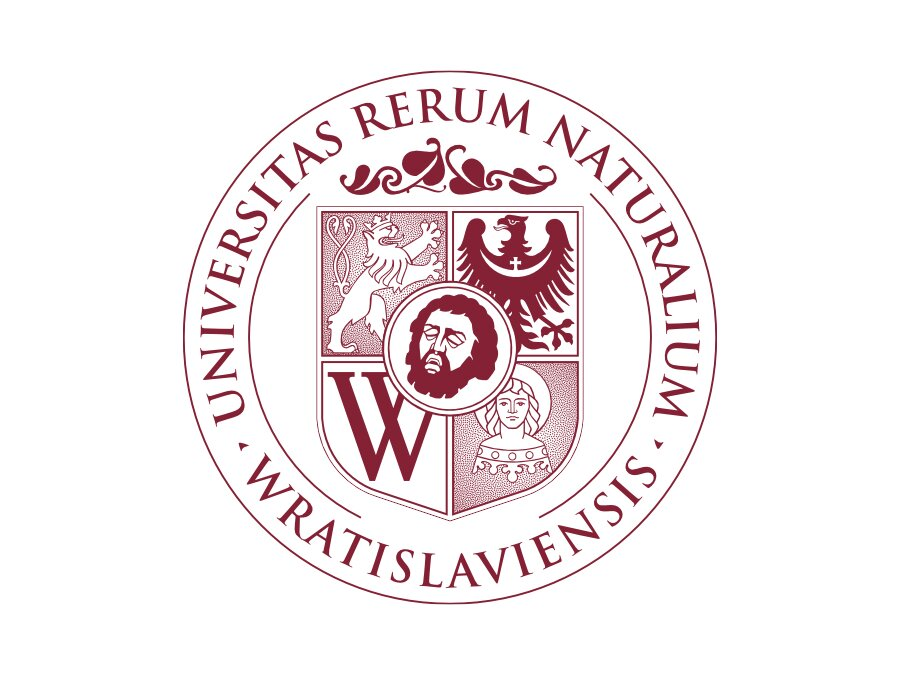 UNIVERSITAS RERUM NATURALIUM
· WRATISLAVIENSIS ·
W